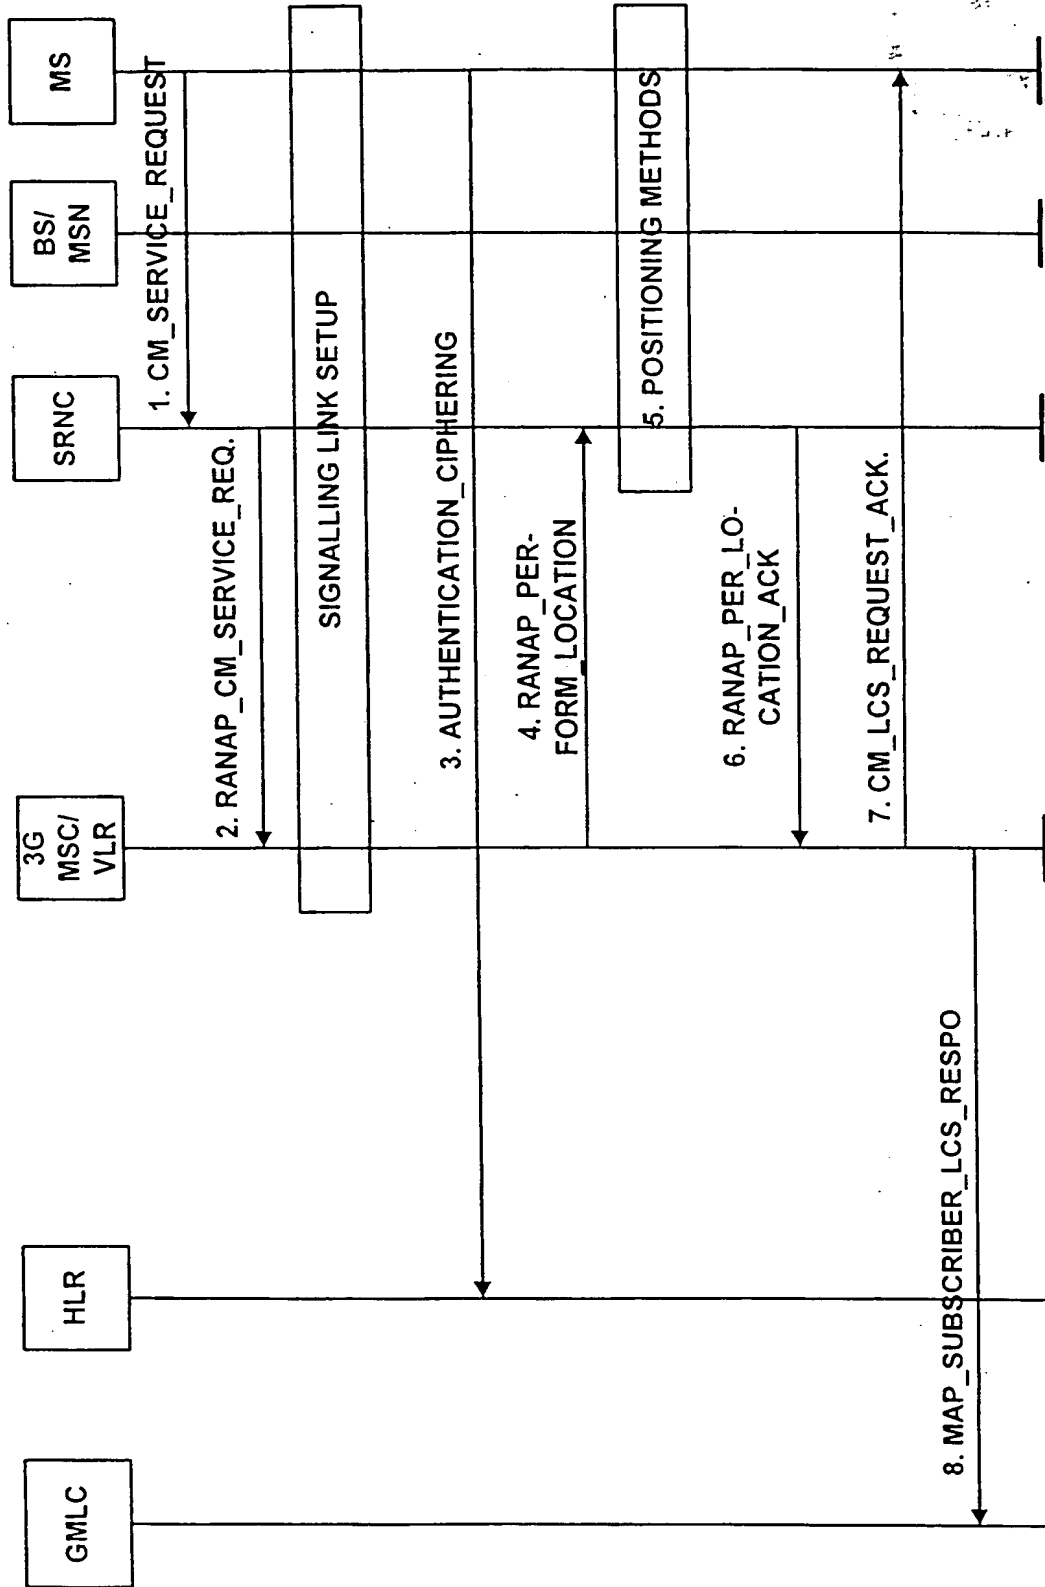 GMLC
HLR
3G
MSC/
VLR
SRNC
BS/
MSN
MS
1. CM_SERVICE_REQUEST
2. RANAP_CM_SERVICE_REQ.
SIGNALLING LINK SETUP
3. AUTHENTICATION_CIPHERING
4. RANAP_PER-
FORM_LOCATION
5. POSITIONING METHODS
6. RANAP_PER_LO-
CATION_ACK
7. CM_LCS_REQUEST_ACK.
8. MAP_SUBSCRIBER_LCS_RESPO